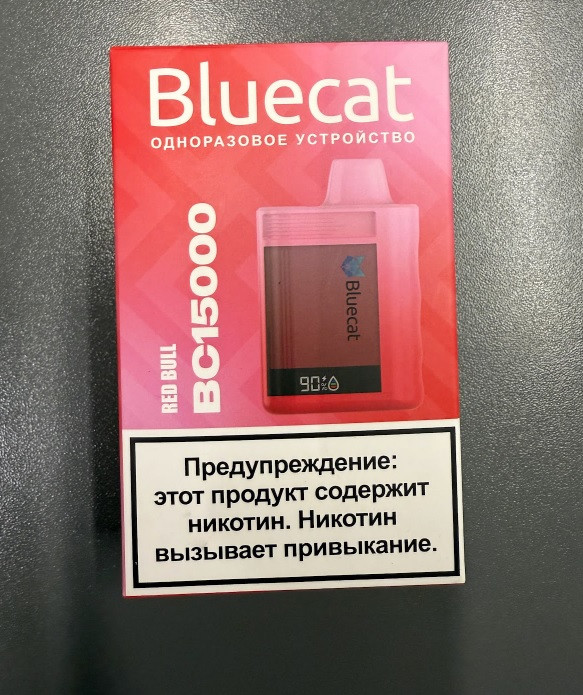 Bluecat
ОДНОРАЗОВОЕ УСТРОЙСТВО
RED BULL
BC15000
Bluecat
90%
Предупреждение:
этот продукт содержит
никотин. Никотин
вызывает привыкание.